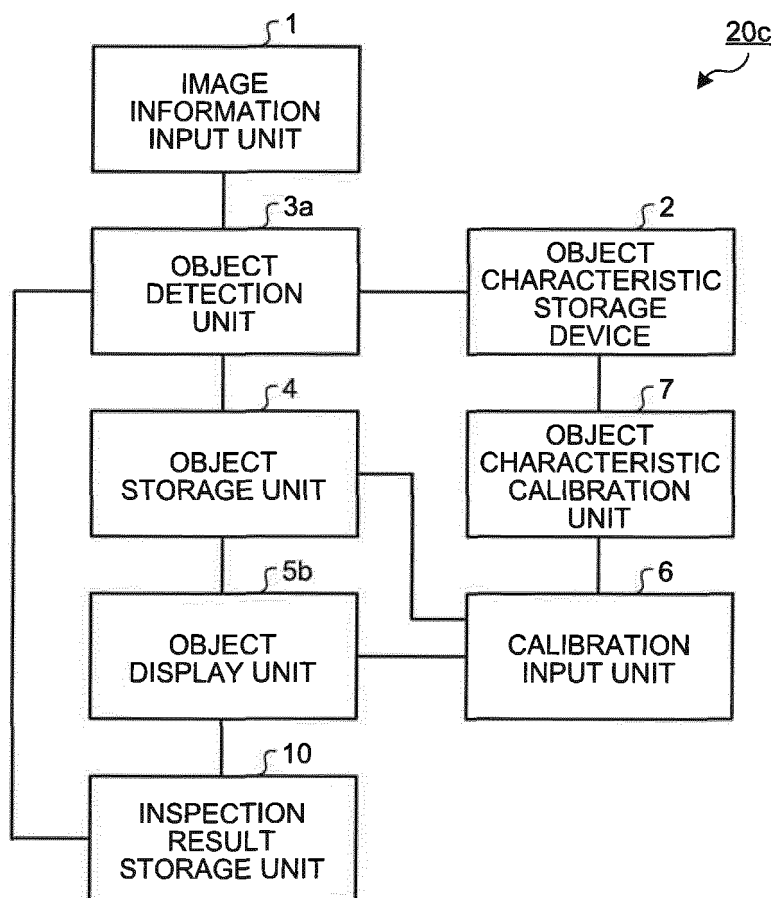 20c
1
IMAGE
INFORMATION
INPUT UNIT
3a
OBJECT
DETECTION
UNIT
2
OBJECT
CHARACTERISTIC
STORAGE
DEVICE
4
OBJECT
STORAGE UNIT
7
OBJECT
CHARACTERISTIC
CALIBRATION
UNIT
5b
OBJECT
DISPLAY UNIT
6
CALIBRATION
INPUT UNIT
10
INSPECTION
RESULT
STORAGE UNIT